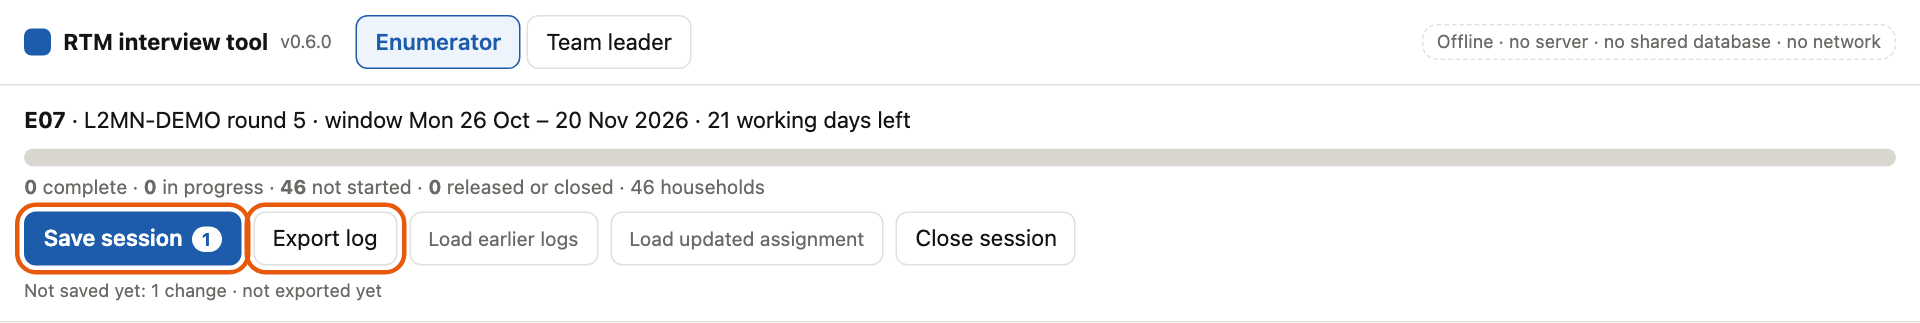 RTM interview tool v0.6.0 Enumerator Team leader Offline · no server · no shared database · no network
E07 · L2MN-DEMO round 5 · window Mon 26 Oct – 20 Nov 2026 · 21 working days left
0 complete · 0 in progress · 46 not started · 0 released or closed · 46 households
Save session 1 Export log Load earlier logs Load updated assignment Close session
Not saved yet: 1 change · not exported yet